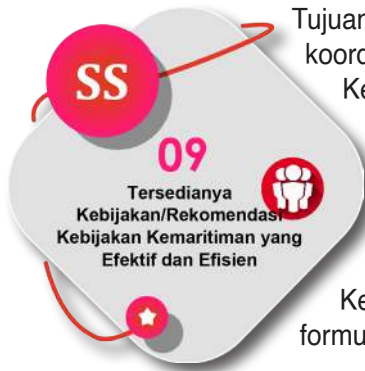 Tujuan
koord
Ke
SS
09
Tersedianya
Kebijakan/Rekomendasi
Kebijakan Kemaritiman yang
Efektif dan Efisien
Ke
formu